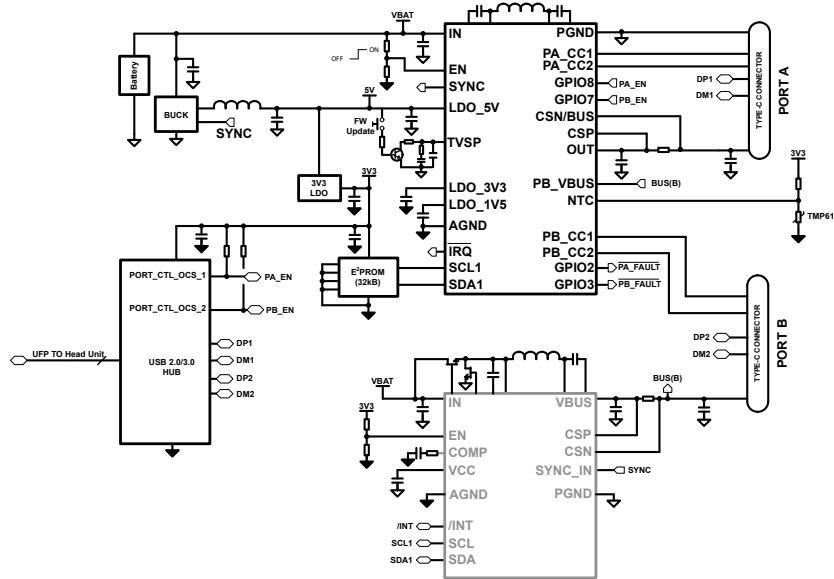 VBAT
OFF
ON
Battery
BUCK
SYNC
5V
FW
Update
3V3
3V3
LDO
IN
EN
SYNC
LDO_5V
TVSP
LDO_3V3
LDO_1V5
AGND
IRQ
SCL1
SDA1
PGND
PA_CC1
PA_CC2
GPIO8
GPIO7
CSN/BUS
CSP
OUT
PB_VBUS
NTC
PB_CC1
PB_CC2
GPIO2
GPIO3
PA_EN
PB_EN
BUS(B)
PA_FAULT
PB_FAULT
DP1
DM1
TYPE-C CONNECTOR
PORT A
3V3
TMP61
E²PROM
(32kB)
PORT_CTL_OCS_1
PORT_CTL_OCS_2
PA_EN
PB_EN
UFP TO Head Unit
USB 2.0/3.0
HUB
DP1
DM1
DP2
DM2
DP2
DM2
TYPE-C CONNECTOR
PORT B
VBAT
3V3
IN
EN
COMP
VCC
AGND
/INT
SCL
SDA
/INT
SCL1
SDA1
VBUS
CSP
CSN
SYNC_IN
PGND
BUS(B)
SYNC